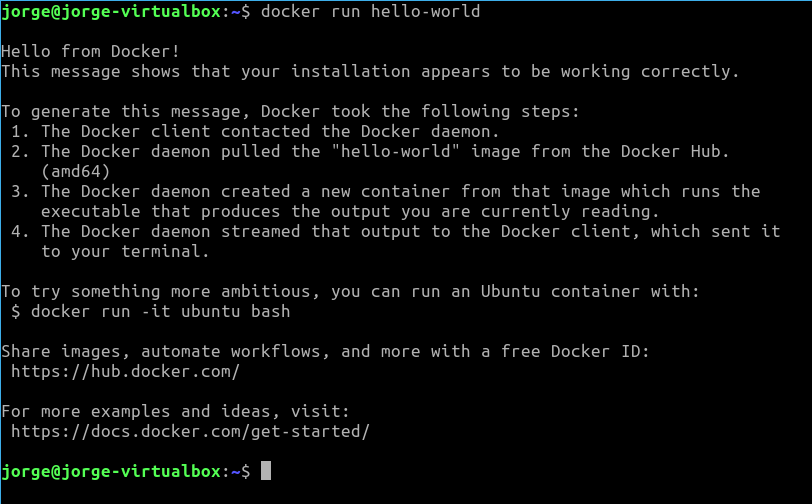 jorge@jorge-virtualbox:~$ docker run hello-world
Hello from Docker!
This message shows that your installation appears to be working correctly.
To generate this message, Docker took the following steps:
1. The Docker client contacted the Docker daemon.
2. The Docker daemon pulled the "hello-world" image from the Docker Hub.
(amd64)
3. The Docker daemon created a new container from that image which runs the
executable that produces the output you are currently reading.
4. The Docker daemon streamed that output to the Docker client, which sent it
to your terminal.
To try something more ambitious, you can run an Ubuntu container with:
$ docker run -it ubuntu bash
Share images, automate workflows, and more with a free Docker ID:
https://hub.docker.com/
For more examples and ideas, visit:
https://docs.docker.com/get-started/
jorge@jorge-virtualbox:~$